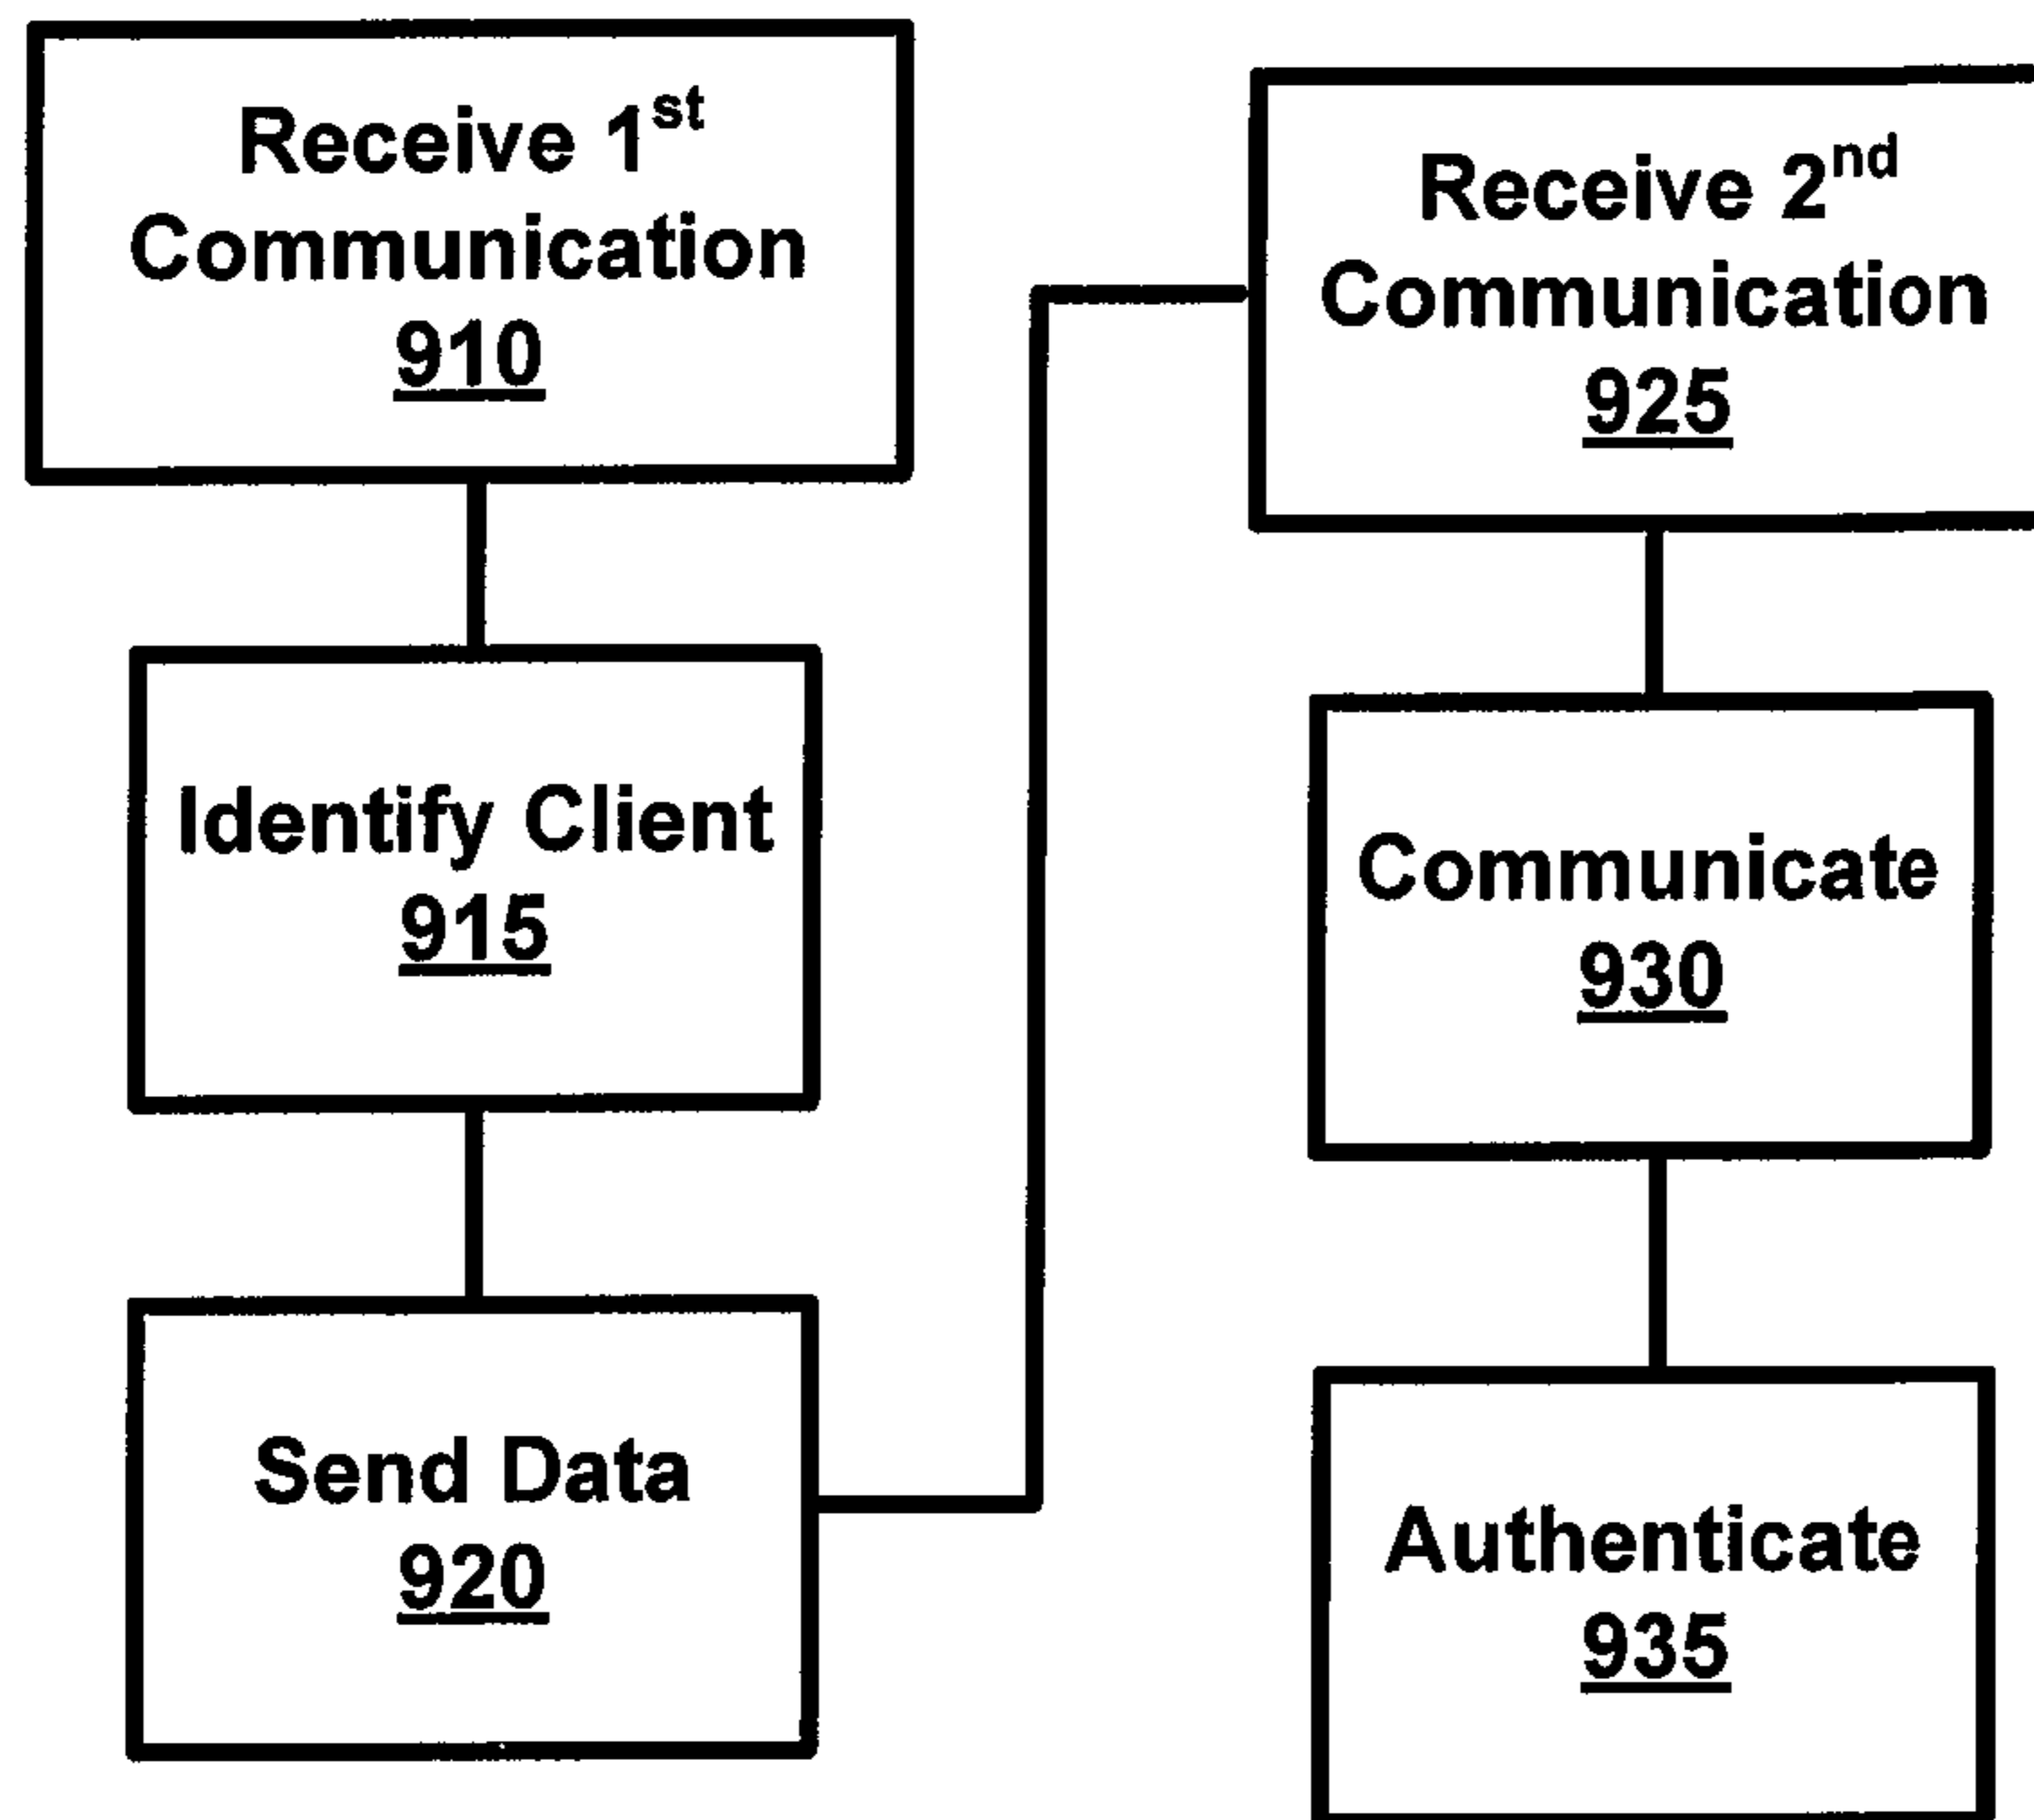 Receive 1st
Communication
910
Identify Client
915
Send Data
920
Receive 2nd
Communication
925
Communicate
930
Authenticate
935